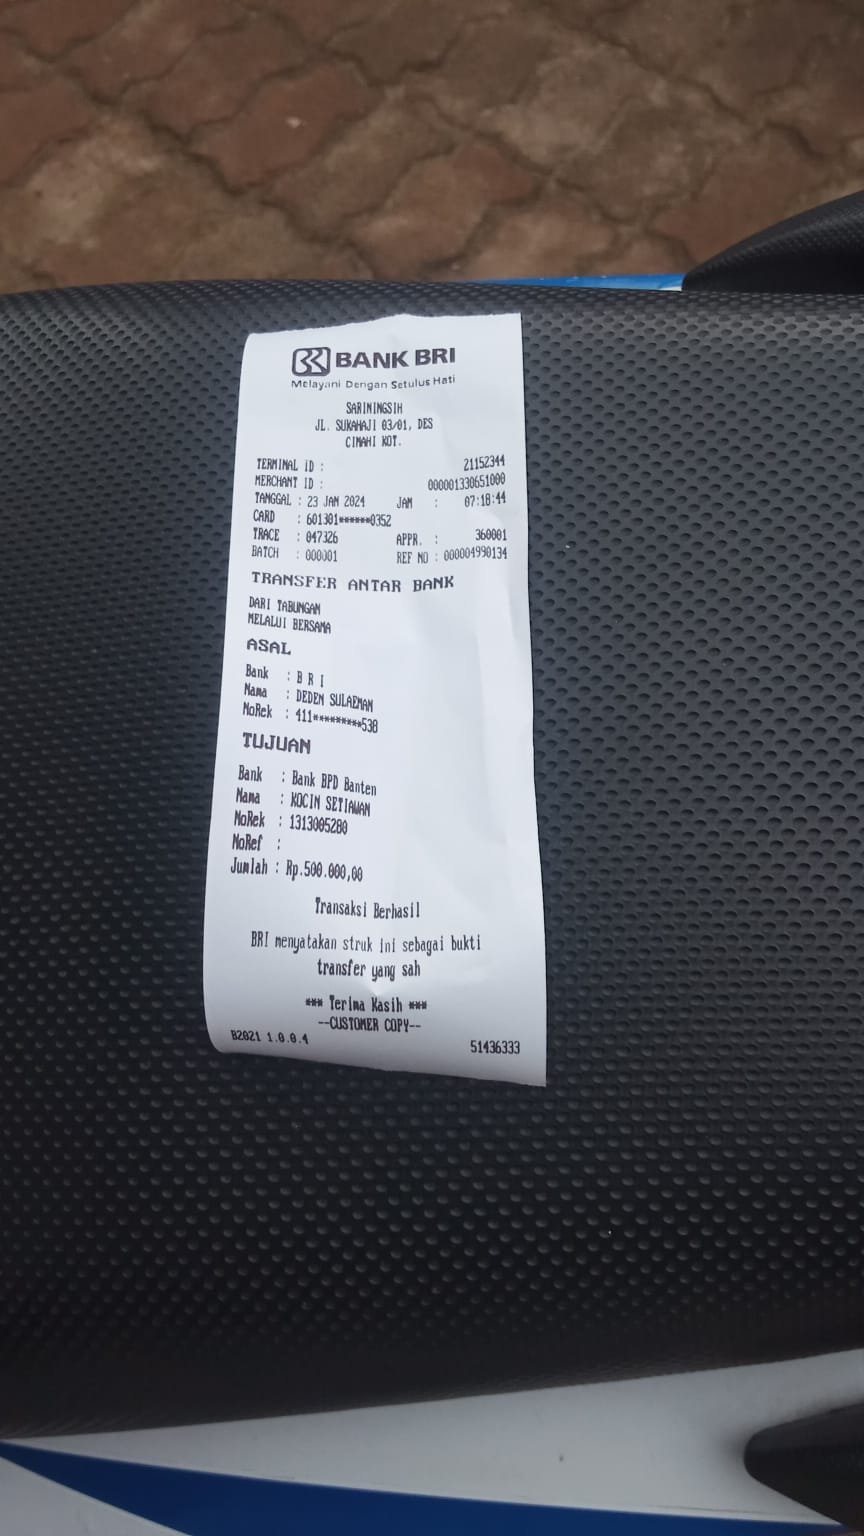 BANK BRI
Melayani Dengan Setulus Hati
SARININGSIH
JL. SUKAHAJI 03/01, DES
CIMAHI KOT.
TERMINAL ID : 21152344
MERCHANT ID : 000001330651000
TANGGAL : 23 JAN 2024 JAM : 07:18:44
CARD : 601301******0352
TRACE : 047326 APPR. : 360001
BATCH : 000001 REF NO : 000004990134
TRANSFER ANTAR BANK
DARI TABUNGAN
MELALUI BERSAMA
ASAL
Bank : B R I
Nama : DEDEN SULAEMAN
NoRek : 411*********538
TUJUAN
Bank : Bank BPD Banten
Nama : KOCIN SETIAWAN
NoRek : 1313005280
NoRef :
Jumlah : Rp.500.000,00
Transaksi Berhasil
BRI menyatakan struk ini sebagai bukti
transfer yang sah
*** Terima Kasih ***
--CUSTOMER COPY--
B2021 1.0.0.4 51436333